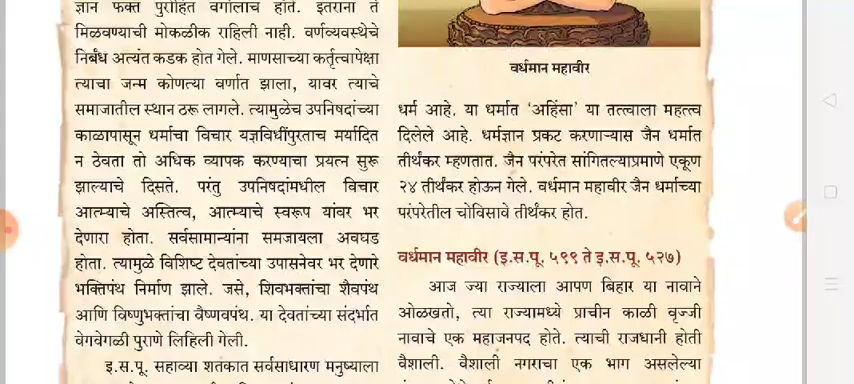 ज्ञान फक्त पुरोहित वर्गालाच होते. इतरांना ते
मिळवण्याची मोकळीक राहिली नाही. वर्णव्यवस्थेचे
निर्बंध अत्यंत कडक होत गेले. माणसाच्या कर्तृत्वापेक्षा
त्याचा जन्म कोणत्या वर्णात झाला, यावर त्याचे
समाजातील स्थान ठरू लागले. त्यामुळेच उपनिषदांच्या
काळापासून धर्माचा विचार यज्ञविधींपुरताच मर्यादित
न ठेवता तो अधिक व्यापक करण्याचा प्रयत्न सुरू
झाल्याचे दिसते. परंतु उपनिषदांमधील विचार
आत्म्याचे अस्तित्व, आत्म्याचे स्वरूप यांवर भर
देणारा होता. सर्वसामान्यांना समजायला अवघड
होता. त्यामुळे विशिष्ट देवतांच्या उपासनेवर भर देणारे
भक्तिपंथ निर्माण झाले. जसे, शिवभक्तांचा शैवपंथ
आणि विष्णुभक्तांचा वैष्णवपंथ. या देवतांच्या संदर्भात
वेगवेगळी पुराणे लिहिली गेली.
इ.स.पू. सहाव्या शतकात सर्वसाधारण मनुष्याला
वर्धमान महावीर
धर्म आहे. या धर्मात ‘अहिंसा’ या तत्त्वाला महत्त्व
दिलेले आहे. धर्मज्ञान प्रकट करणाऱ्यास जैन धर्मात
तीर्थंकर म्हणतात. जैन परंपरेत सांगितल्याप्रमाणे एकूण
२४ तीर्थंकर होऊन गेले. वर्धमान महावीर जैन धर्माच्या
परंपरेतील चोविसावे तीर्थंकर होत.
वर्धमान महावीर (इ.स.पू. ५९९ ते इ.स.पू. ५२७)
आज ज्या राज्याला आपण बिहार या नावाने
ओळखतो, त्या राज्यामध्ये प्राचीन काळी वृज्जी
नावाचे एक महाजनपद होते. त्याची राजधानी होती
वैशाली. वैशाली नगराचा एक भाग असलेल्या